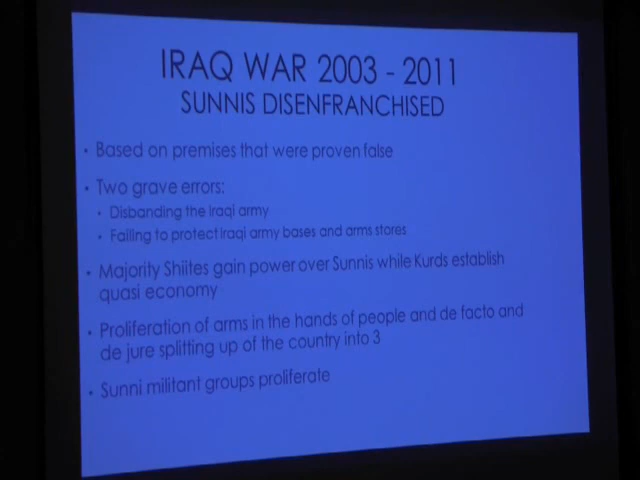 IRAQ WAR 2003 - 2011
SUNNIS DISENFRANCHISED
• Based on premises that were proven false
• Two grave errors:
• Disbanding the Iraqi army
• Failing to protect Iraqi army bases and arms stores
• Majority Shiites gain power over Sunnis while Kurds establish
quasi economy
• Proliferation of arms in the hands of people and de facto and
de jure splitting up of the country into 3
• Sunni militant groups proliferate